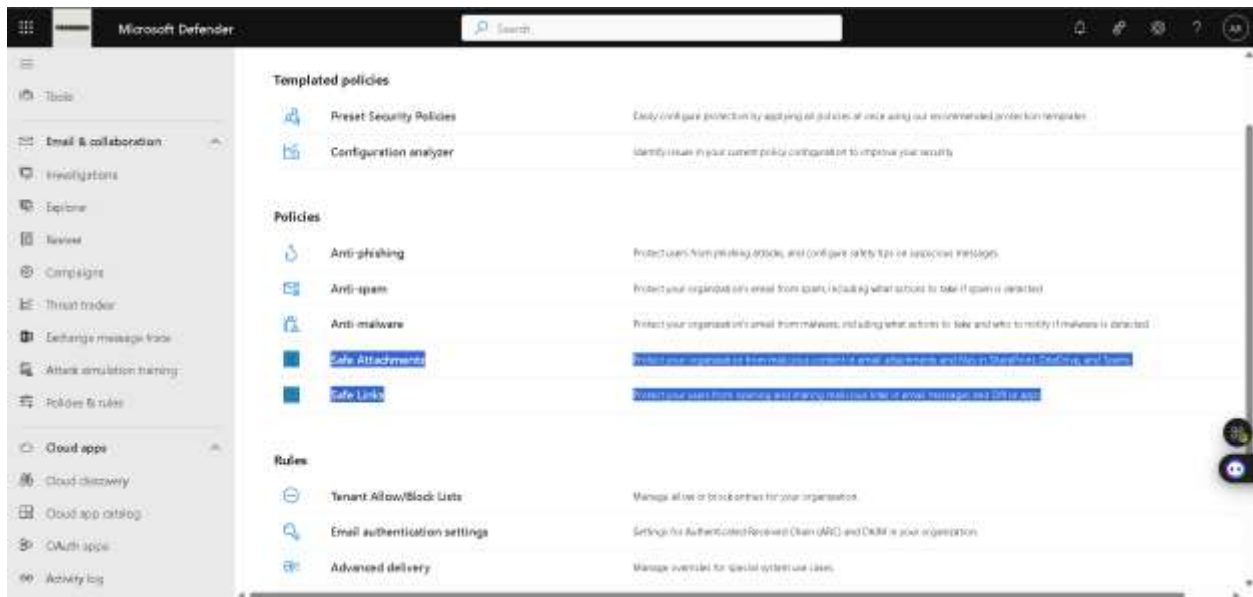 Microsoft Defender
Search
AR
Tools
Email & collaboration
Investigations
Explorer
Review
Campaigns
Threat tracker
Exchange message trace
Attack simulation training
Policies & rules
Cloud apps
Cloud discovery
Cloud app catalog
OAuth apps
Activity log
Templated policies
Preset Security Policies
Easily configure protection by applying all policies at once using our recommended protection templates
Configuration analyzer
Identify issues in your current policy configuration to improve your security
Policies
Anti-phishing
Protect users from phishing attacks, and configure safety tips on suspicious messages.
Anti-spam
Protect your organization's email from spam, including what actions to take if spam is detected
Anti-malware
Protect your organization's email from malware, including what actions to take and who to notify if malware is detected
Safe Attachments
Protect your organization from malicious content in email attachments and files in SharePoint, OneDrive, and Teams.
Safe Links
Protect your users from opening and sharing malicious links in email messages and Office apps
Rules
Tenant Allow/Block Lists
Manage allow or block entries for your organization.
Email authentication settings
Settings for Authenticated Received Chain (ARC) and DKIM in your organization.
Advanced delivery
Manage overrides for special system use cases.